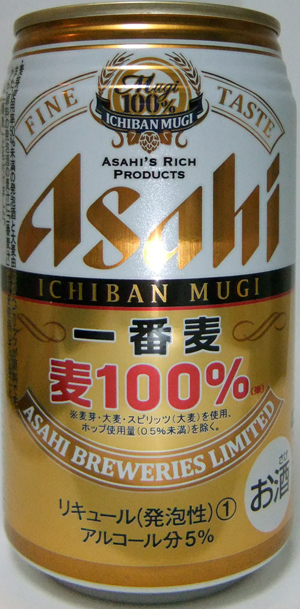 Mugi
100%
ICHIBAN MUGI
FINE TASTE
ASAHI'S RICH
PRODUCTS
Asahi
ICHIBAN MUGI
一番麦
麦100%(※)
※麦芽・大麦・スピリッツ(大麦)を使用。
ホップ使用量(0.5%未満)を除く。
ASAHI BREWERIES LIMITED
お酒
リキュール(発泡性)①
アルコール分5%